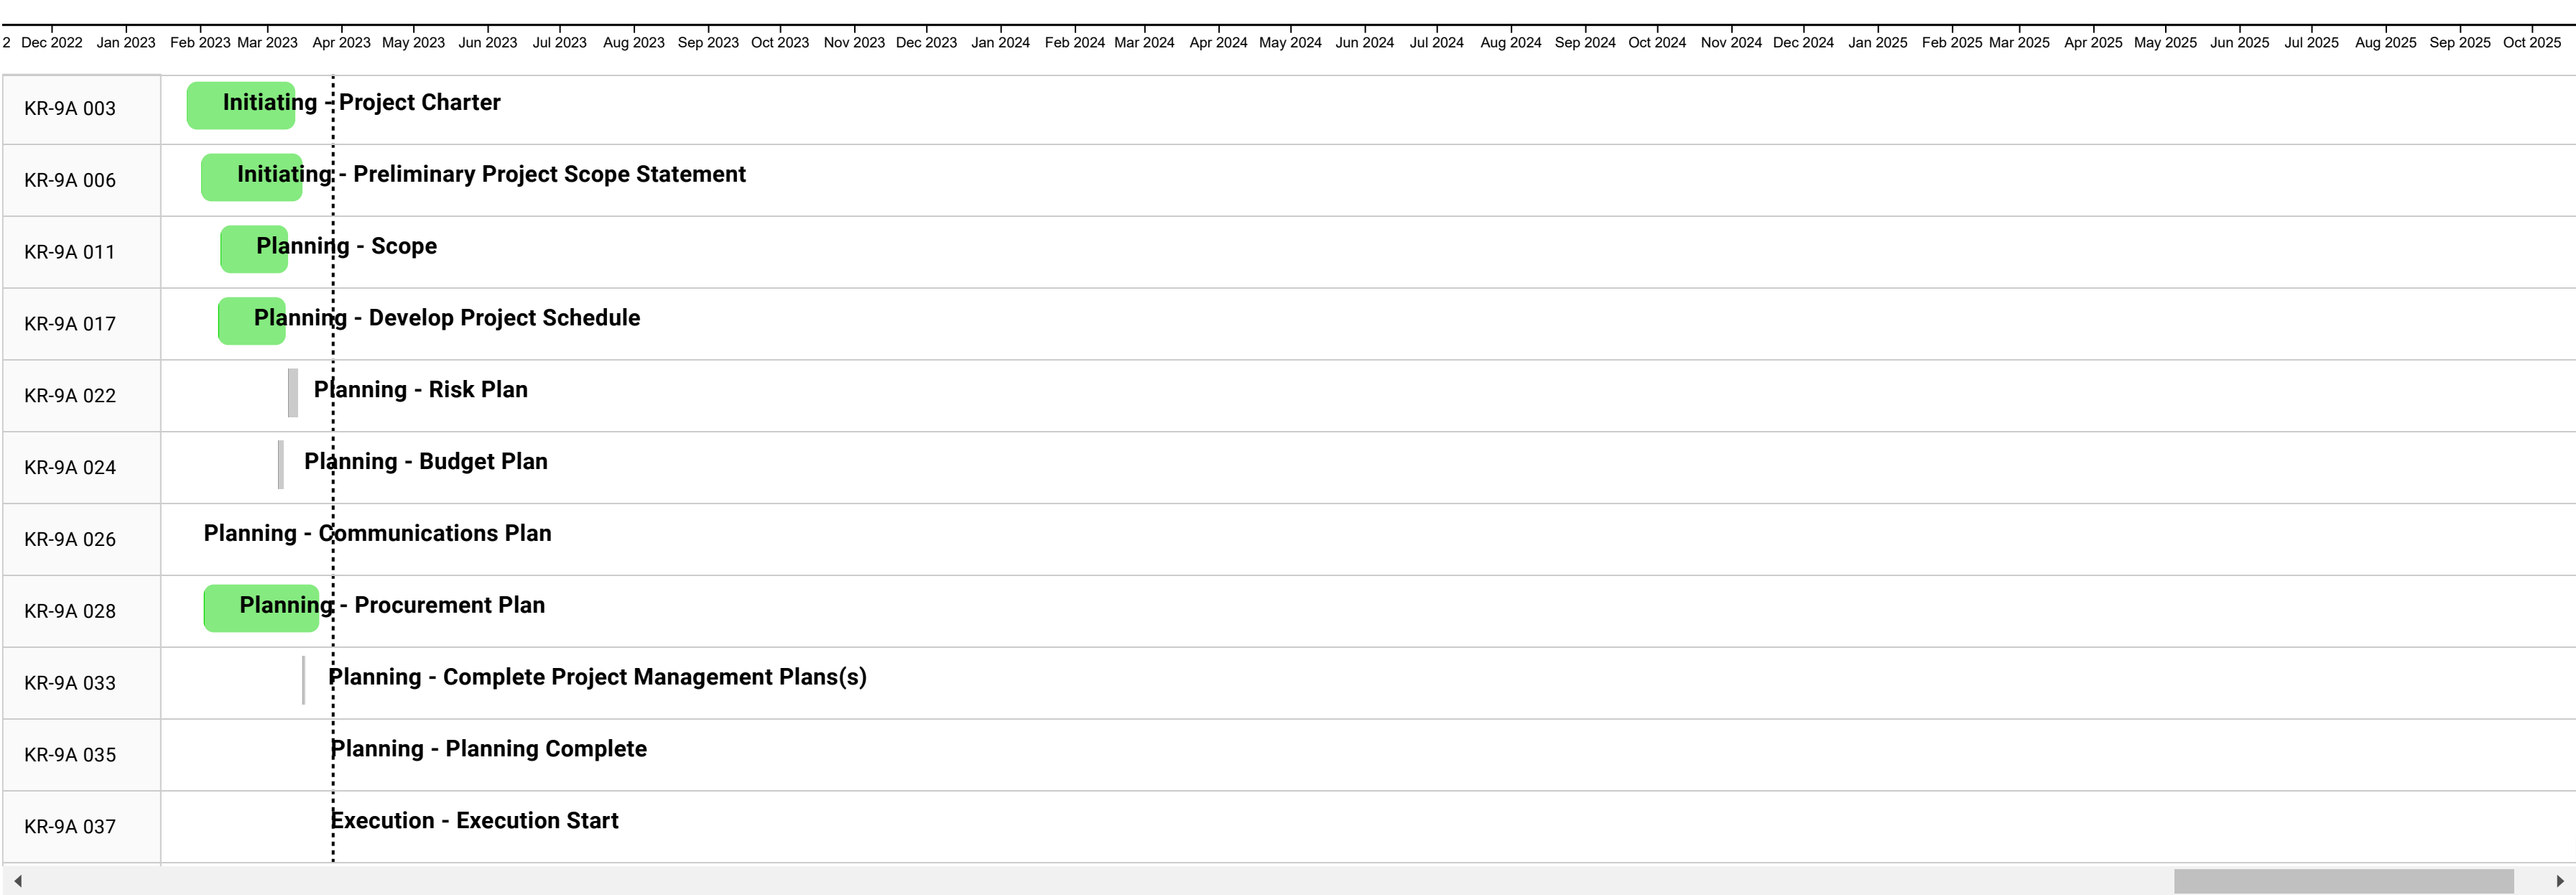 2 Dec 2022 Jan 2023 Feb 2023 Mar 2023 Apr 2023 May 2023 Jun 2023 Jul 2023 Aug 2023 Sep 2023 Oct 2023 Nov 2023 Dec 2023 Jan 2024 Feb 2024 Mar 2024 Apr 2024 May 2024 Jun 2024 Jul 2024 Aug 2024 Sep 2024 Oct 2024 Nov 2024 Dec 2024 Jan 2025 Feb 2025 Mar 2025 Apr 2025 May 2025 Jun 2025 Jul 2025 Aug 2025 Sep 2025 Oct 2025
KR-9A 003 Initiating - Project Charter
KR-9A 006 Initiating - Preliminary Project Scope Statement
KR-9A 011 Planning - Scope
KR-9A 017 Planning - Develop Project Schedule
KR-9A 022 Planning - Risk Plan
KR-9A 024 Planning - Budget Plan
KR-9A 026 Planning - Communications Plan
KR-9A 028 Planning - Procurement Plan
KR-9A 033 Planning - Complete Project Management Plans(s)
KR-9A 035 Planning - Planning Complete
KR-9A 037 Execution - Execution Start